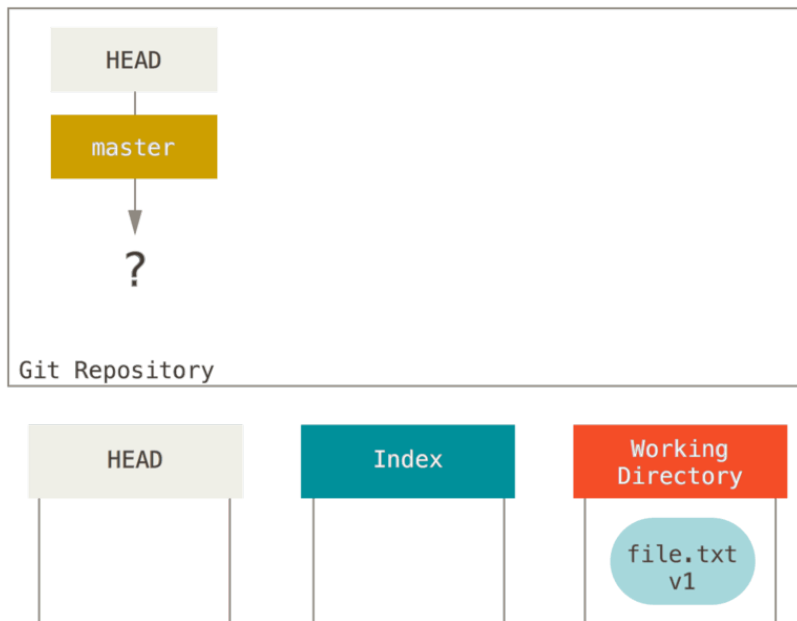 HEAD
master
?
Git Repository
HEAD
Index
Working
Directory
file.txt
v1